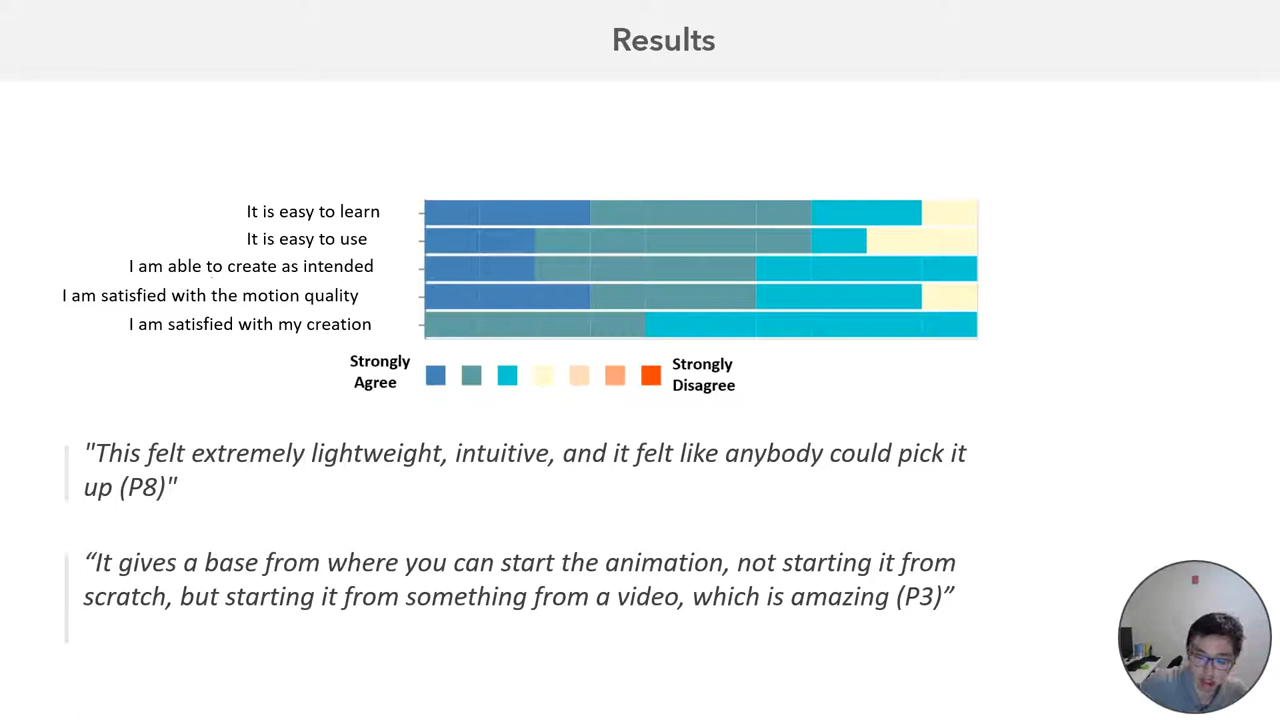 Results
It is easy to learn
It is easy to use
I am able to create as intended
I am satisfied with the motion quality
I am satisfied with my creation
Strongly
Agree
Strongly
Disagree
"This felt extremely lightweight, intuitive, and it felt like anybody could pick it
up (P8)"
“It gives a base from where you can start the animation, not starting it from
scratch, but starting it from something from a video, which is amazing (P3)”